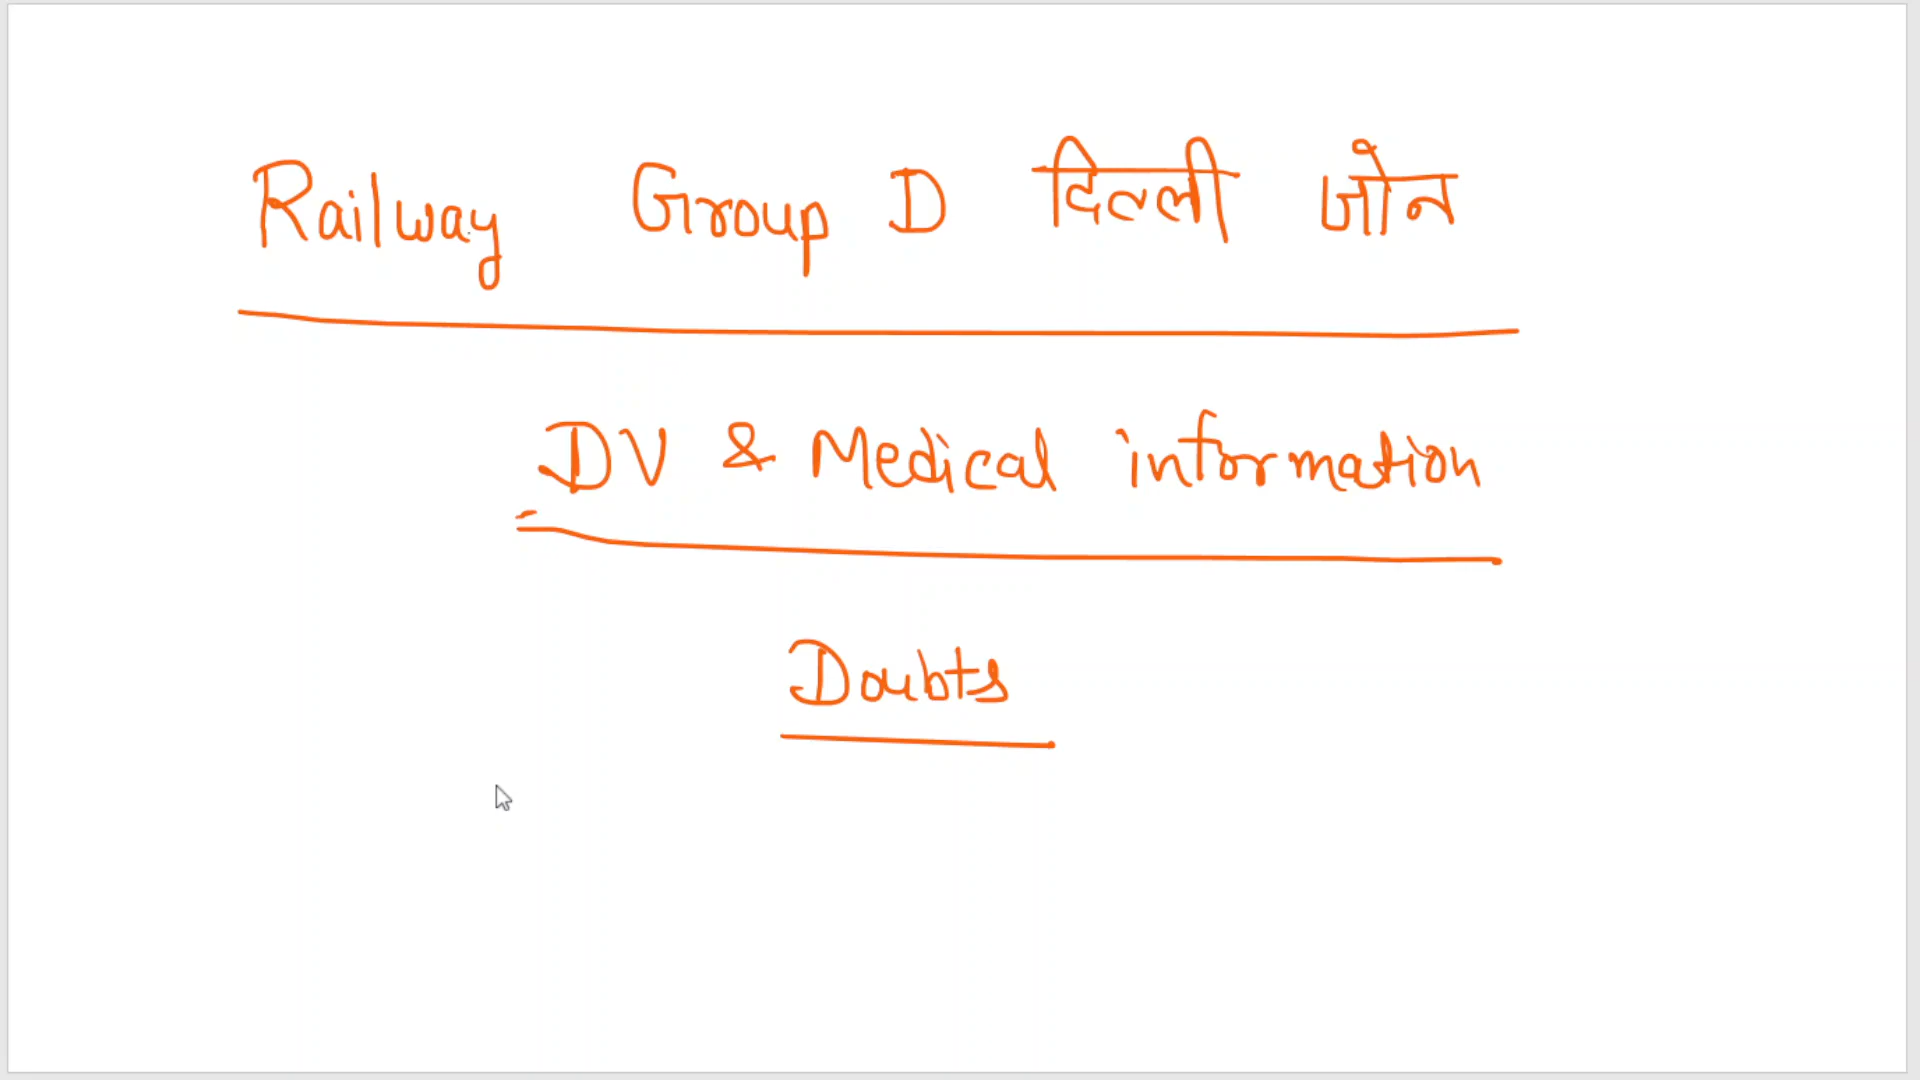 Railway Group D दिल्ली जोन
DV & Medical information
Doubts